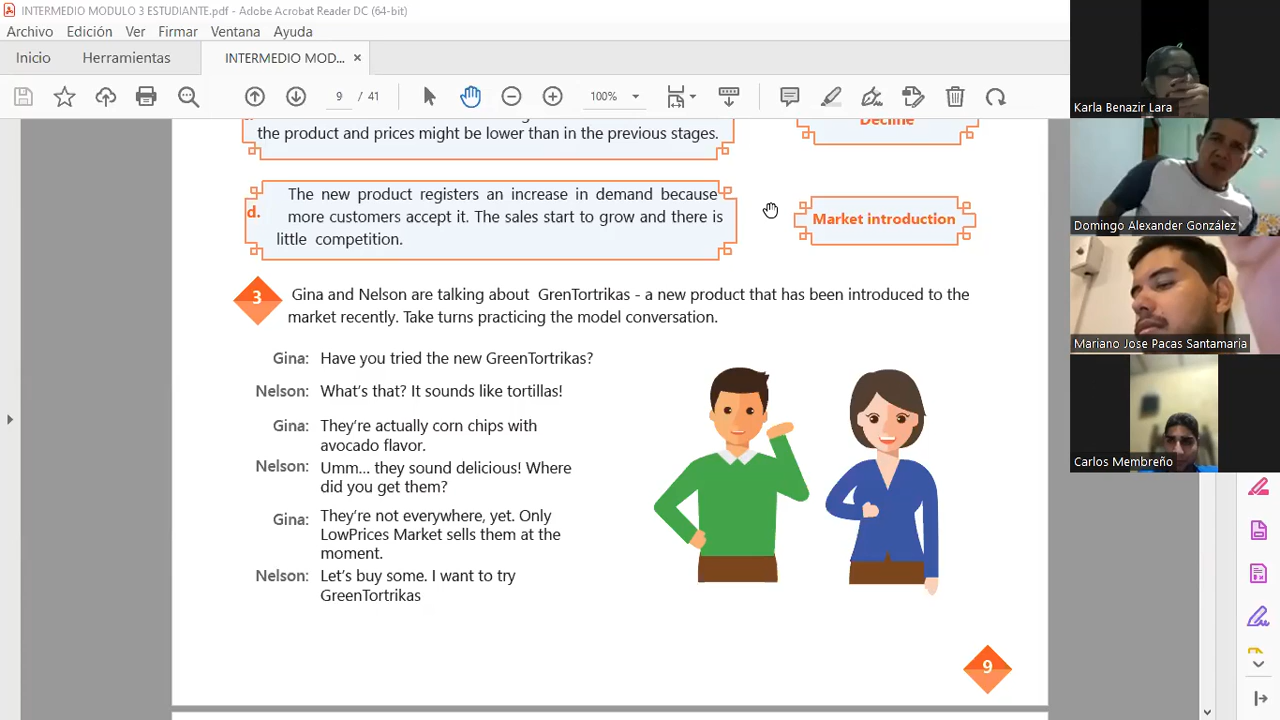 INTERMEDIO MODULO 3 ESTUDIANTE.pdf - Adobe Acrobat Reader DC (64-bit)
Archivo Edición Ver Firmar Ventana Ayuda
Inicio Herramientas INTERMEDIO MOD... ×
9 / 41 100%
the product and prices might be lower than in the previous stages.
Decline
d. The new product registers an increase in demand because
more customers accept it. The sales start to grow and there is
little competition.
Market introduction
3 Gina and Nelson are talking about GrenTortrikas - a new product that has been introduced to the
market recently. Take turns practicing the model conversation.
Gina: Have you tried the new GreenTortrikas?
Nelson: What's that? It sounds like tortillas!
Gina: They're actually corn chips with
avocado flavor.
Nelson: Umm... they sound delicious! Where
did you get them?
Gina: They're not everywhere, yet. Only
LowPrices Market sells them at the
moment.
Nelson: Let's buy some. I want to try
GreenTortrikas
9
Karla Benazir Lara
Domingo Alexander González
Mariano Jose Pacas Santamaria
Carlos Membreño